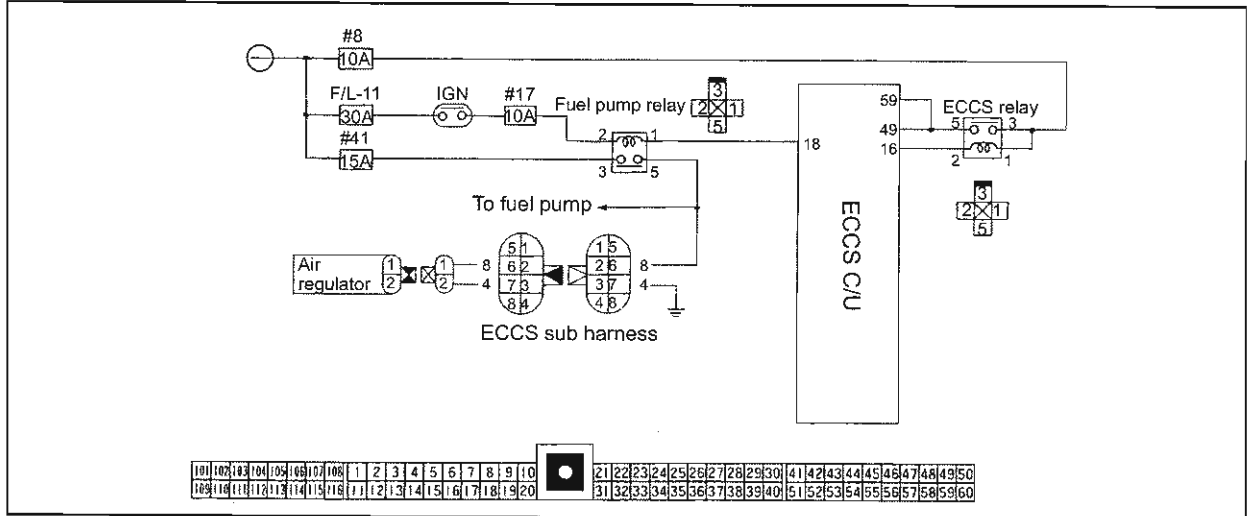 #8
10A
F/L-11 IGN #17
30A 10A
Fuel pump relay
3
2 1
5
#41
15A
2 1
3 5
59
49
16
18
ECCS C/U
ECCS relay
5 3
2 1
3
2 1
5
To fuel pump
Air regulator
1
2
1
2
8
4
5 1
6 2
7 3
8 4
1 5
2 6
3 7
4 8
8
4
ECCS sub harness
101 102 103 104 105 106 107 108 1 2 3 4 5 6 7 8 9 10 21 22 23 24 25 26 27 28 29 30 41 42 43 44 45 46 47 48 49 50
109 110 111 112 113 114 115 116 11 12 13 14 15 16 17 18 19 20 31 32 33 34 35 36 37 38 39 40 51 52 53 54 55 56 57 58 59 60